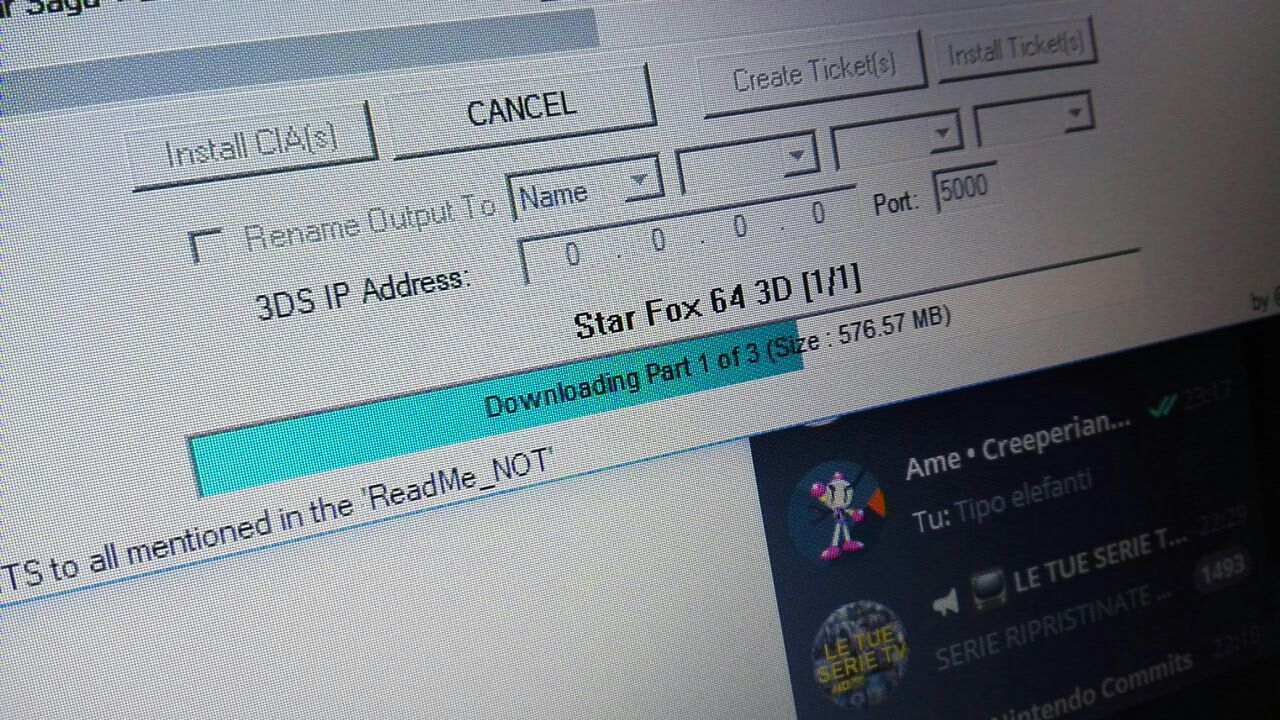 Install CIA(s)
CANCEL
Create Ticket(s)
Install Ticket(s)
Rename Output To
Name
3DS IP Address:
0 . 0 . 0 . 0
Port:
5000
Star Fox 64 3D [1/1]
Downloading Part 1 of 3 (Size : 576.57 MB)
TS to all mentioned in the 'ReadMe_NOT'
by
Ame • Creeperian...
23:17
Tu: Tipo elefanti
LE TUE SERIE T...
22:29
SERIE RIPRISTINATE ...
1493
LE TUE
SERIE TV
Nintendo Commits
22:18